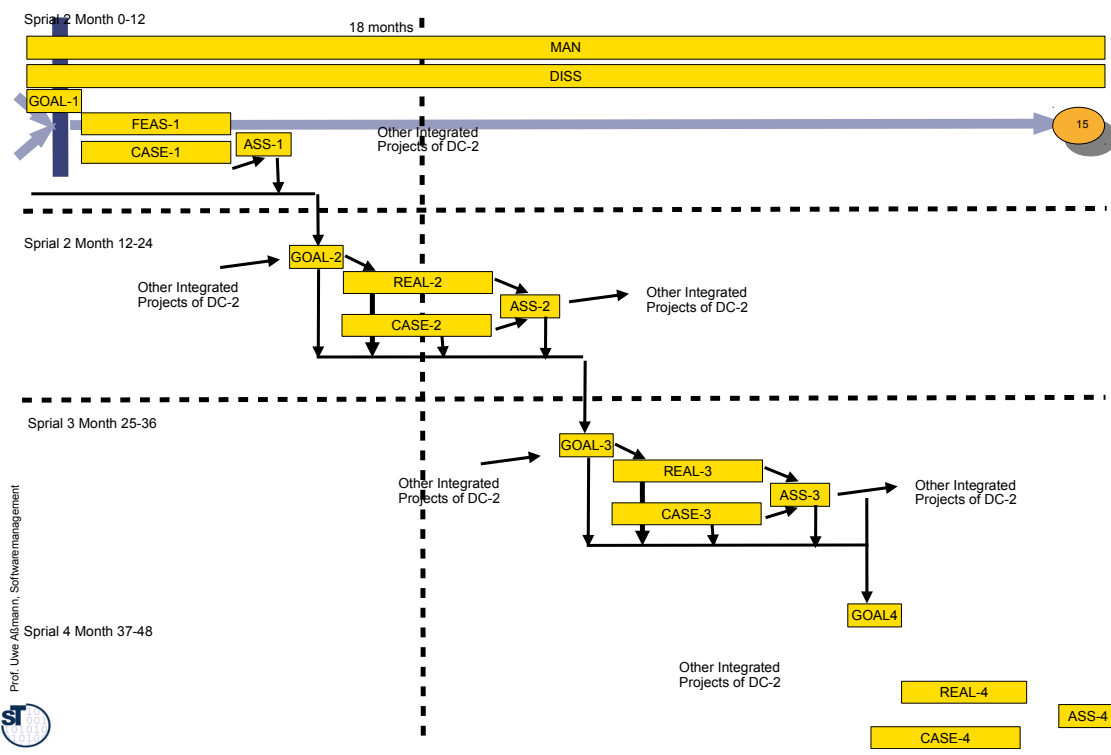 Sprial 2 Month 0-12
18 months
MAN
DISS
GOAL-1
FEAS-1
CASE-1
ASS-1
Other Integrated
Projects of DC-2
15
Sprial 2 Month 12-24
GOAL-2
Other Integrated
Projects of DC-2
REAL-2
CASE-2
ASS-2
Other Integrated
Projects of DC-2
Sprial 3 Month 25-36
GOAL-3
Other Integrated
Projects of DC-2
REAL-3
CASE-3
ASS-3
Other Integrated
Projects of DC-2
Prof. Uwe Aßmann, Softwaremanagement
Sprial 4 Month 37-48
GOAL4
Other Integrated
Projects of DC-2
REAL-4
ASS-4
CASE-4
ST